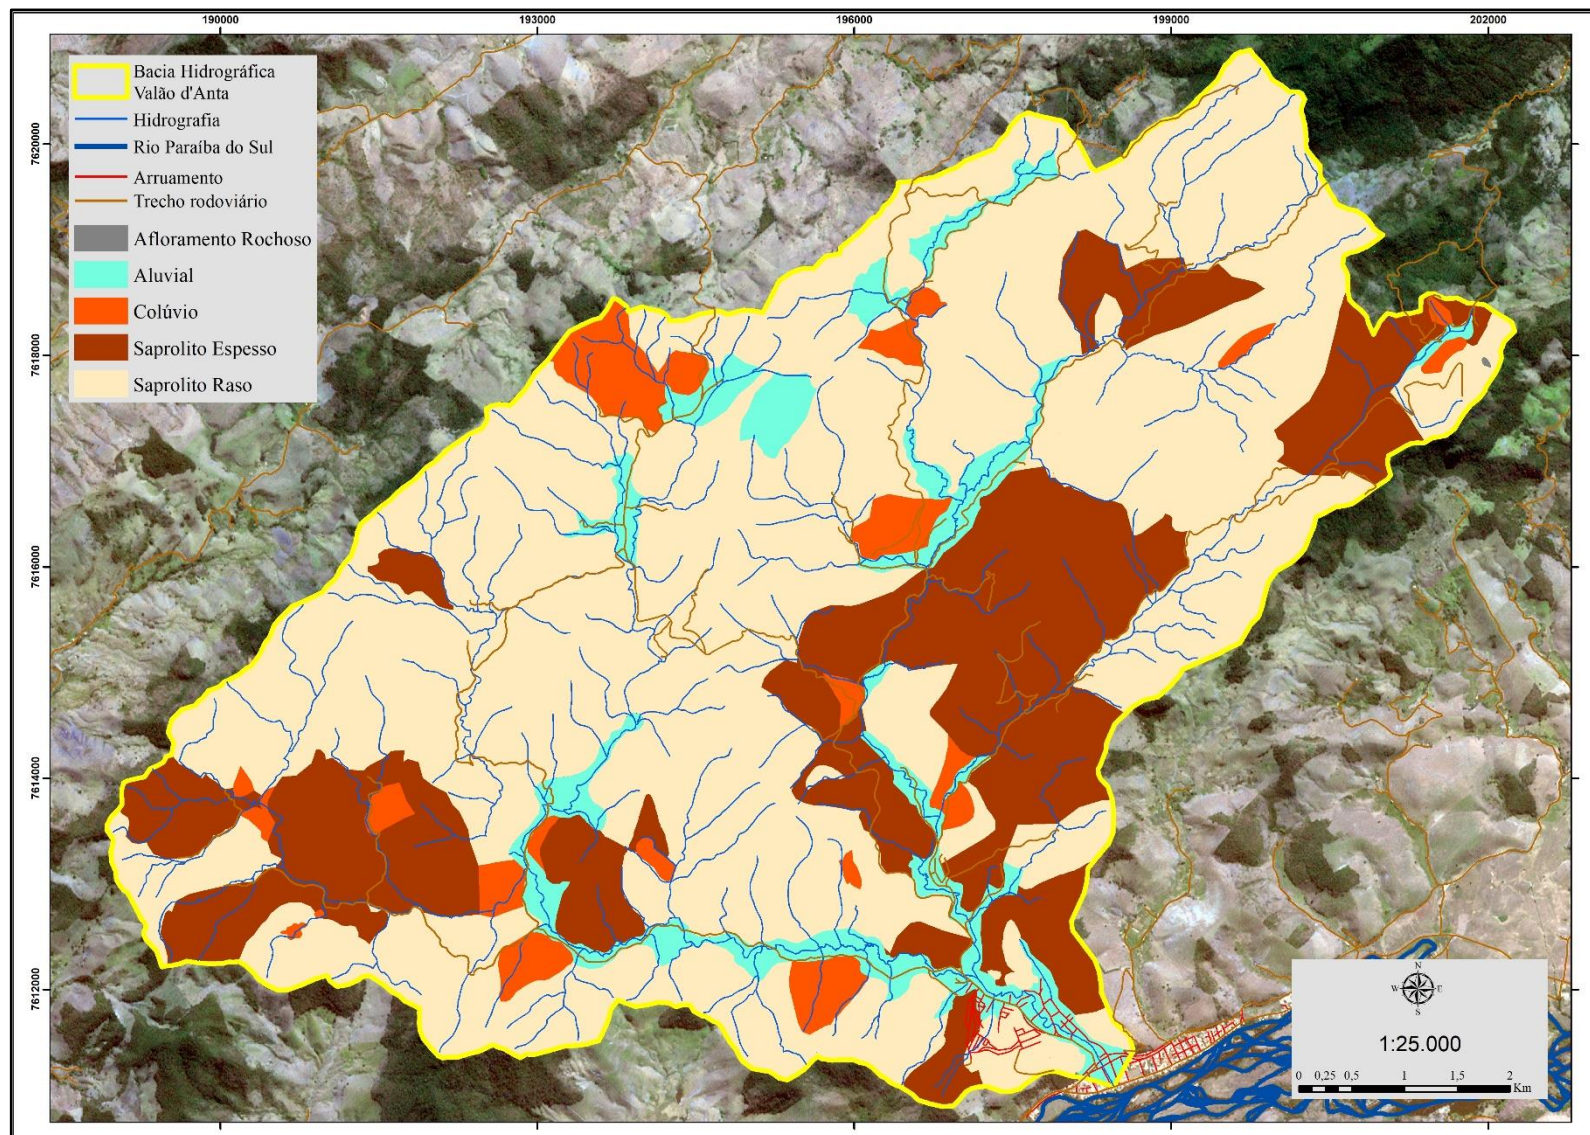 190000 193000 196000 199000 202000
Bacia Hidrográfica
Valão d'Anta
Hidrografia
Rio Paraíba do Sul
Arruamento
Trecho rodoviário
Afloramento Rochoso
Aluvial
Colúvio
Saprolito Espesso
Saprolito Raso
7620000
7618000
7616000
7614000
7612000
N
W E
S
1:25.000
0 0,25 0,5 1 1,5 2
Km